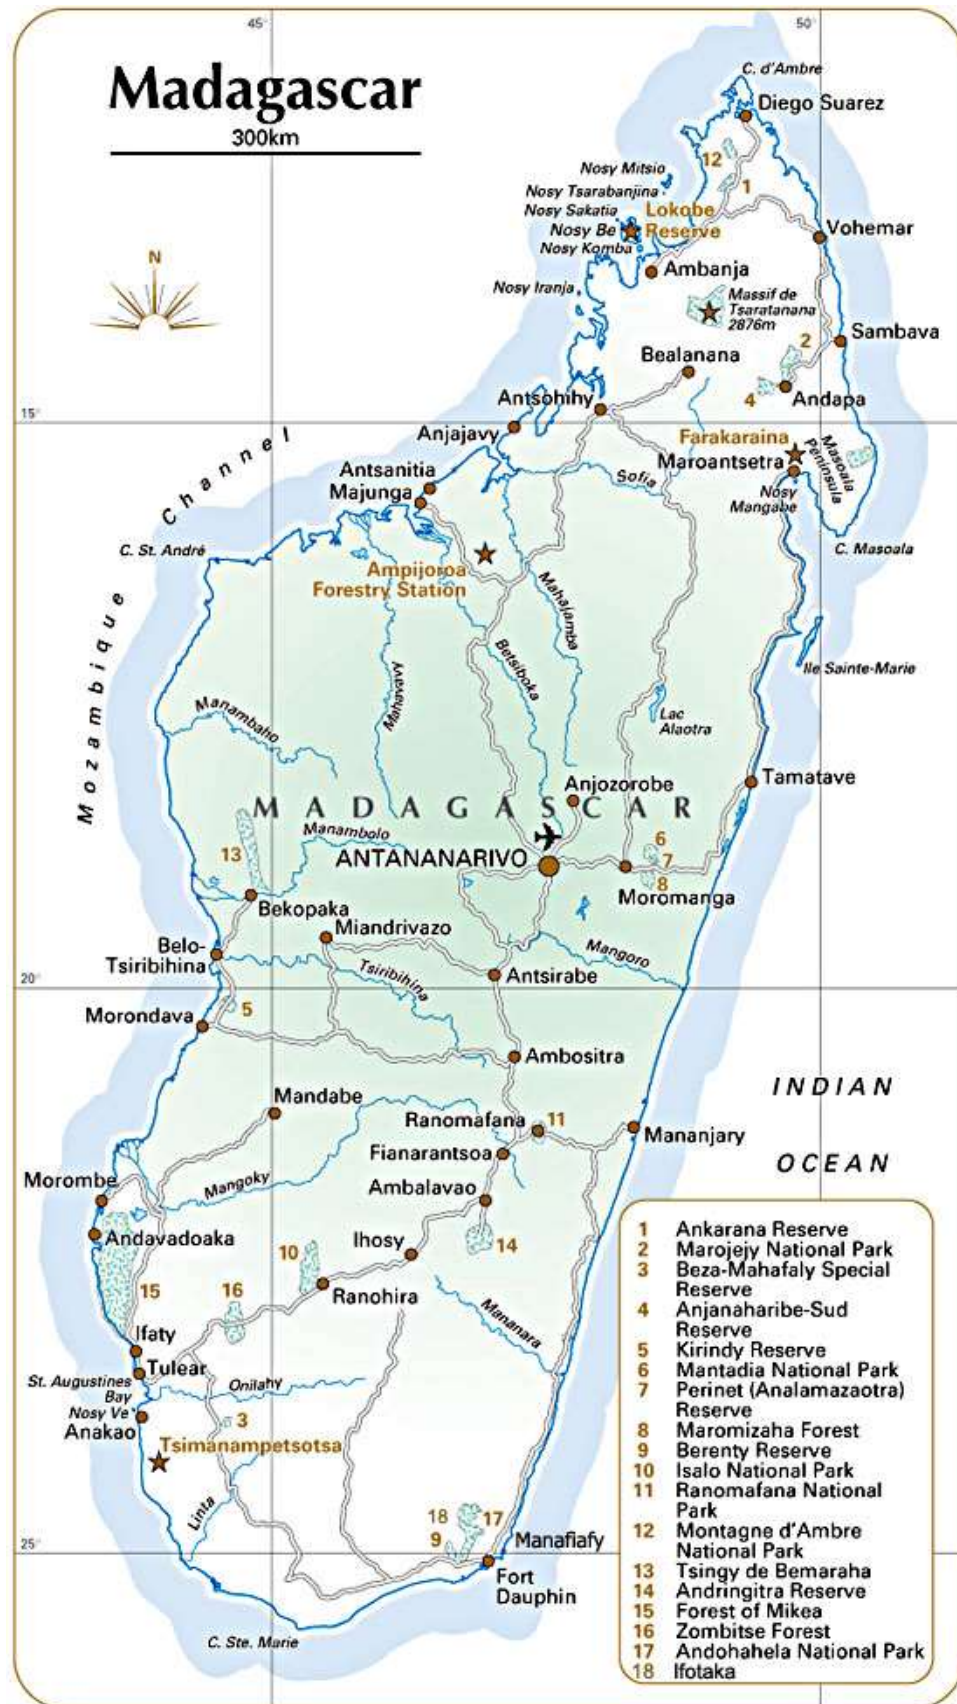 45°
50°
Madagascar
300km
C. d'Ambre
Diego Suarez
12
Nosy Mitsio
1
Nosy Tsarabanjina
Nosy Sakatia
Lokobe
Reserve
Nosy Be
Nosy Komba
Vohemar
N
Ambanja
Nosy Iranja
Massif de
Tsaratanana
2876m
Sambava
2
Bealanana
4
Andapa
Antsohihy
15°
Anjajavy
Farakaraina
Maroantsetra
Masoala
Peninsula
Antsanitia
Majunga
Sofia
Nosy
Mangabe
Mozambique Channel
C. St. André
C. Masoala
Ampijoroa
Forestry Station
Mahajamba
Betsiboka
Mahavavy
Ile Sainte-Marie
Manambaho
Lac
Alaotra
Tamatave
Anjozorobe
MADAGASCAR
Manambolo
13
ANTANANARIVO
6
7
8
Moromanga
Bekopaka
Miandrivazo
Belo-
Tsiribihina
Mangoro
Tsiribihina
Antsirabe
20°
5
Morondava
Ambositra
INDIAN
OCEAN
Mandabe
Ranomafana
11
Mananjary
Fianarantsoa
Morombe
Mangoky
Ambalavao
Andavadoaka
Ihosy
14
10
Ranohira
15
16
Mananara
Ifaty
Tulear
St. Augustines
Bay
Onilahy
Nosy Ve
Anakao
3
Tsimanampetsotsa
Linta
18
17
9
Manafiafy
25°
Fort
Dauphin
C. Ste. Marie
1 Ankarana Reserve
2 Marojejy National Park
3 Beza-Mahafaly Special
Reserve
4 Anjanaharibe-Sud
Reserve
5 Kirindy Reserve
6 Mantadia National Park
7 Perinet (Analamazaotra)
Reserve
8 Maromizaha Forest
9 Berenty Reserve
10 Isalo National Park
11 Ranomafana National
Park
12 Montagne d'Ambre
National Park
13 Tsingy de Bemaraha
14 Andringitra Reserve
15 Forest of Mikea
16 Zombitse Forest
17 Andohahela National Park
18 Ifotaka